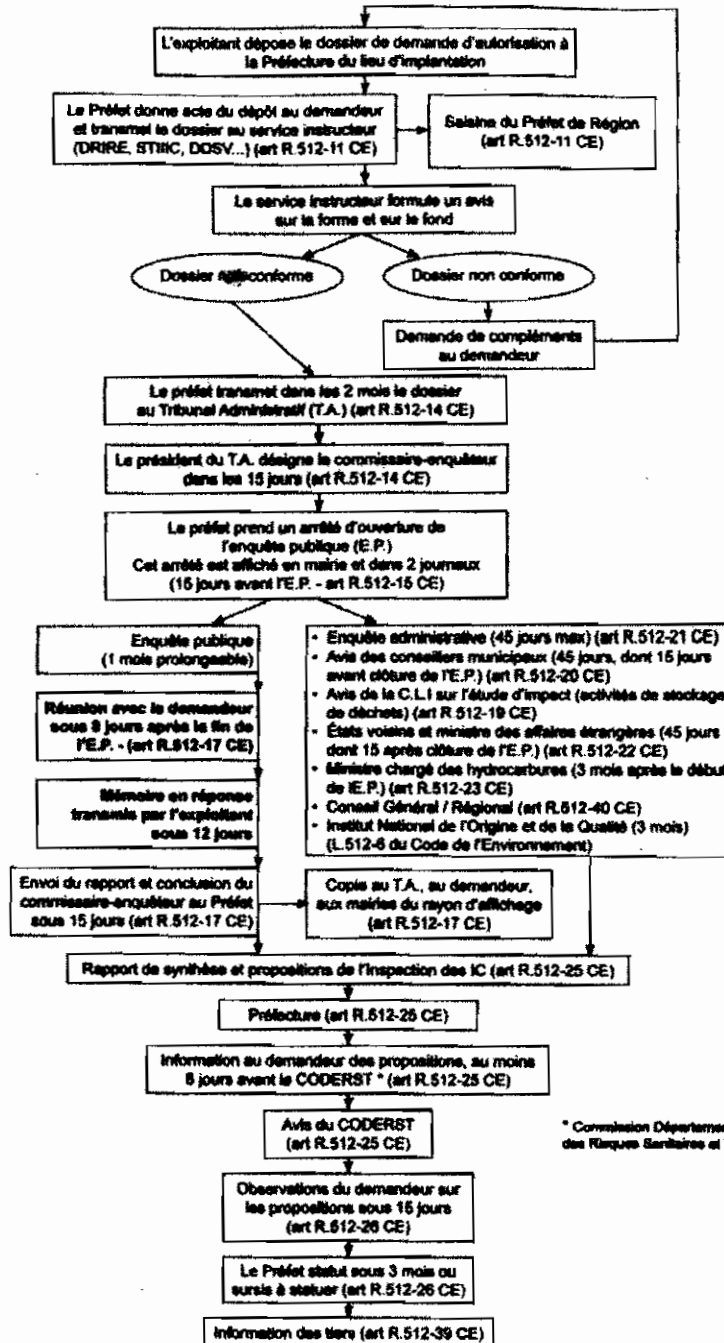 L'exploitant dépose le dossier de demande d'autorisation à
la Préfecture du lieu d'implantation
Le Préfet donne acte du dépôt au demandeur
et transmet le dossier au service instructeur
(DRIRE, STIIIC, DDSV...) (art R.512-11 CE)
Saisine du Préfet de Région
(art R.512-11 CE)
Le service instructeur formule un avis
sur la forme et sur le fond
Dossier conforme
Dossier non conforme
Demande de compléments
au demandeur
Le préfet transmet dans les 2 mois le dossier
au Tribunal Administratif (T.A.) (art R.512-14 CE)
Le président du T.A. désigne le commissaire-enquêteur
dans les 15 jours (art R.512-14 CE)
Le préfet prend un arrêté d'ouverture de
l'enquête publique (E.P.)
Cet arrêté est affiché en mairie et dans 2 journaux
(15 jours avant l'E.P. - art R.512-15 CE)
Enquête publique
(1 mois prolongeable)
Réunion avec le demandeur
sous 8 jours après la fin de
l'E.P. - (art R.512-17 CE)
Mémoire en réponse
transmis par l'exploitant
sous 12 jours
Envoi du rapport et conclusion du
commissaire-enquêteur au Préfet
sous 15 jours (art R.512-17 CE)
• Enquête administrative (45 jours max) (art R.512-21 CE)
• Avis des conseillers municipaux (45 jours, dont 15 jours
avant clôture de l'E.P.) (art R.512-20 CE)
• Avis de la C.L.I sur l'étude d'impact (activités de stockage
de déchets) (art R 512-19 CE)
• États voisins et ministre des affaires étrangères (45 jours
dont 15 après clôture de l'E.P.) (art R.512-22 CE)
• Ministre chargé des hydrocarbures (3 mois après le début
de lE.P.) (art R.512-23 CE)
• Conseil Général / Régional (art R.512-40 CE)
• Institut National de l'Origine et de la Qualité (3 mois)
(L.512-6 du Code de l'Environnement)
Copie au T.A., au demandeur,
aux mairies du rayon d'affichage
(art R.512-17 CE)
Rapport de synthèse et propositions de l'Inspection des IC (art R.512-25 CE)
Préfecture (art R.512-25 CE)
Information au demandeur des propositions, au moins
8 jours avant le CODERST * (art R.512-25 CE)
Avis du CODERST
(art R.512-25 CE)
* Commission Départeme
des Risques Sanitaires et
Observations du demandeur sur
les propositions sous 15 jours
(art R.512-26 CE)
Le Préfet statut sous 3 mois ou
sursis à statuer (art R.512-26 CE)
Information des tiers (art R.512-39 CE)